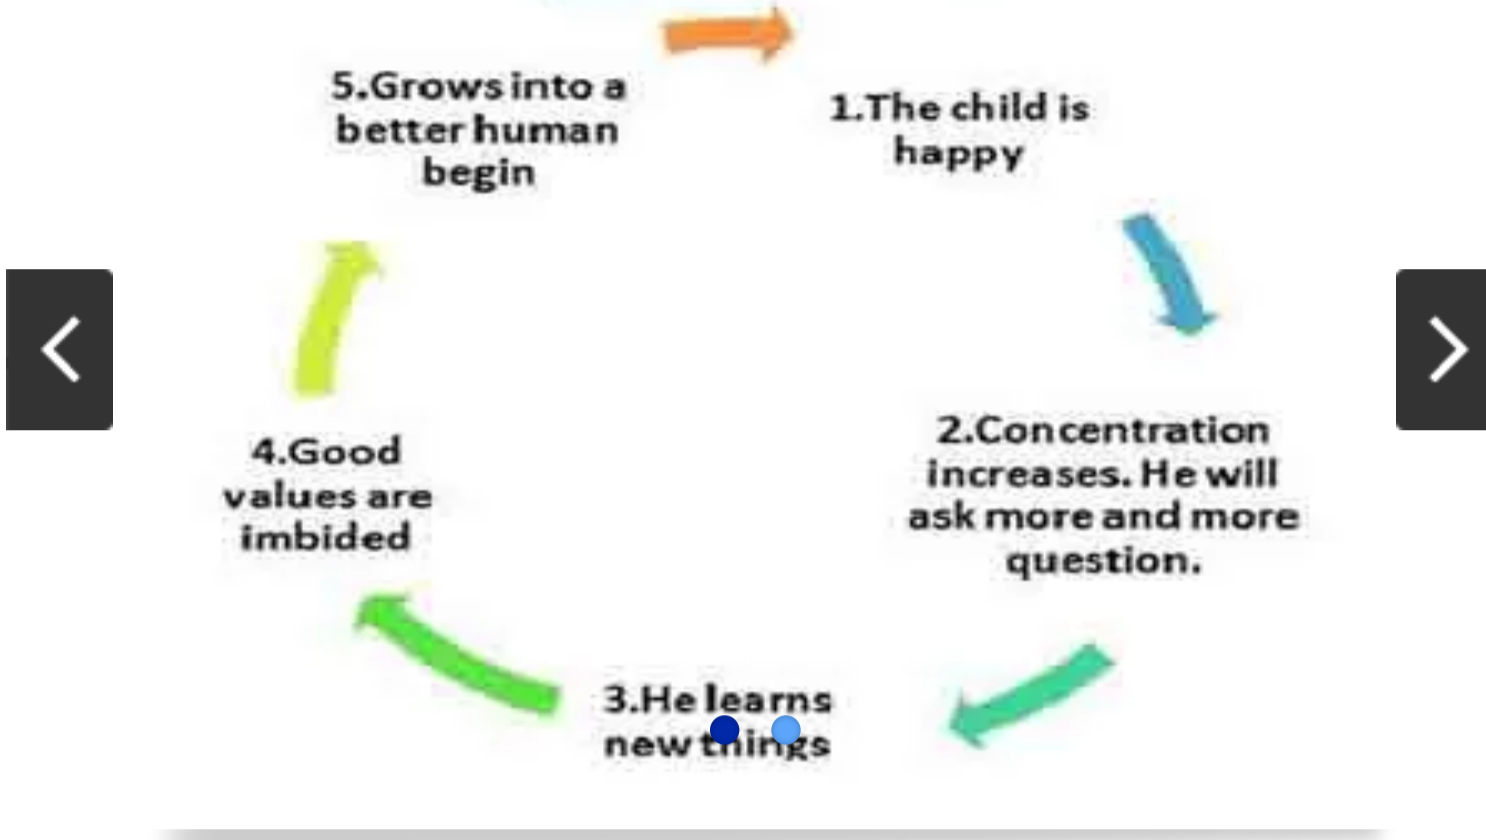 5.Grows into a
better human
begin
1.The child is
happy
2.Concentration
increases. He will
ask more and more
question.
3.He learns
new things
4.Good
values are
imbided